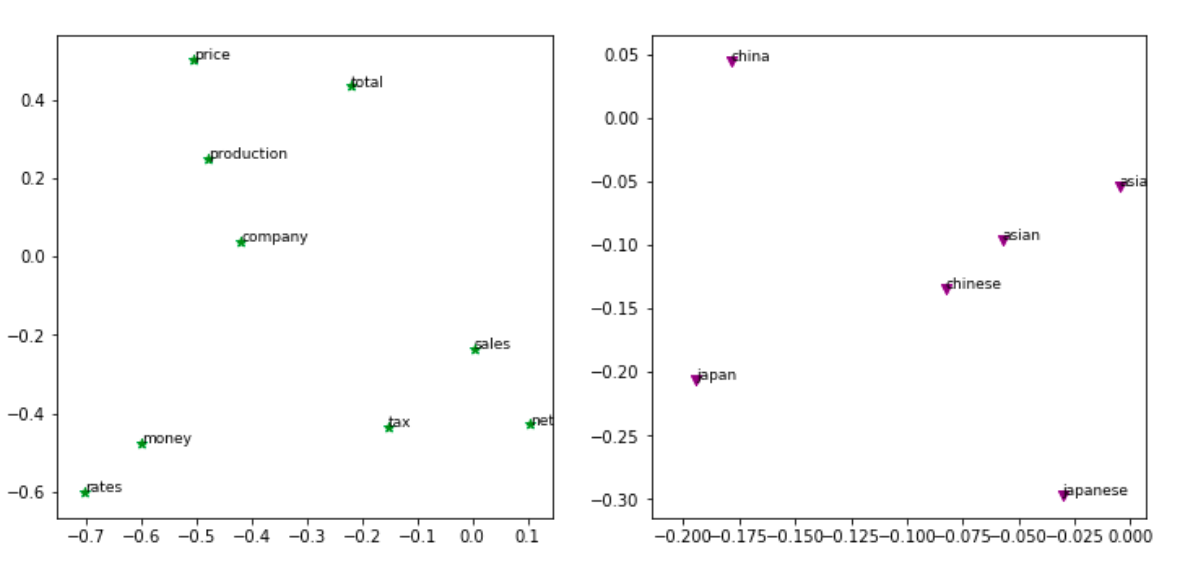 price
total
0.4
production
0.2
company
0.0
−0.2
sales
−0.4
tax
net
money
−0.6
rates
−0.7 −0.6 −0.5 −0.4 −0.3 −0.2 −0.1 0.0 0.1
0.05
china
0.00
−0.05
asia
−0.10
asian
chinese
−0.15
−0.20
japan
−0.25
−0.30
japanese
−0.200 −0.175 −0.150 −0.125 −0.100 −0.075 −0.050 −0.025 0.000